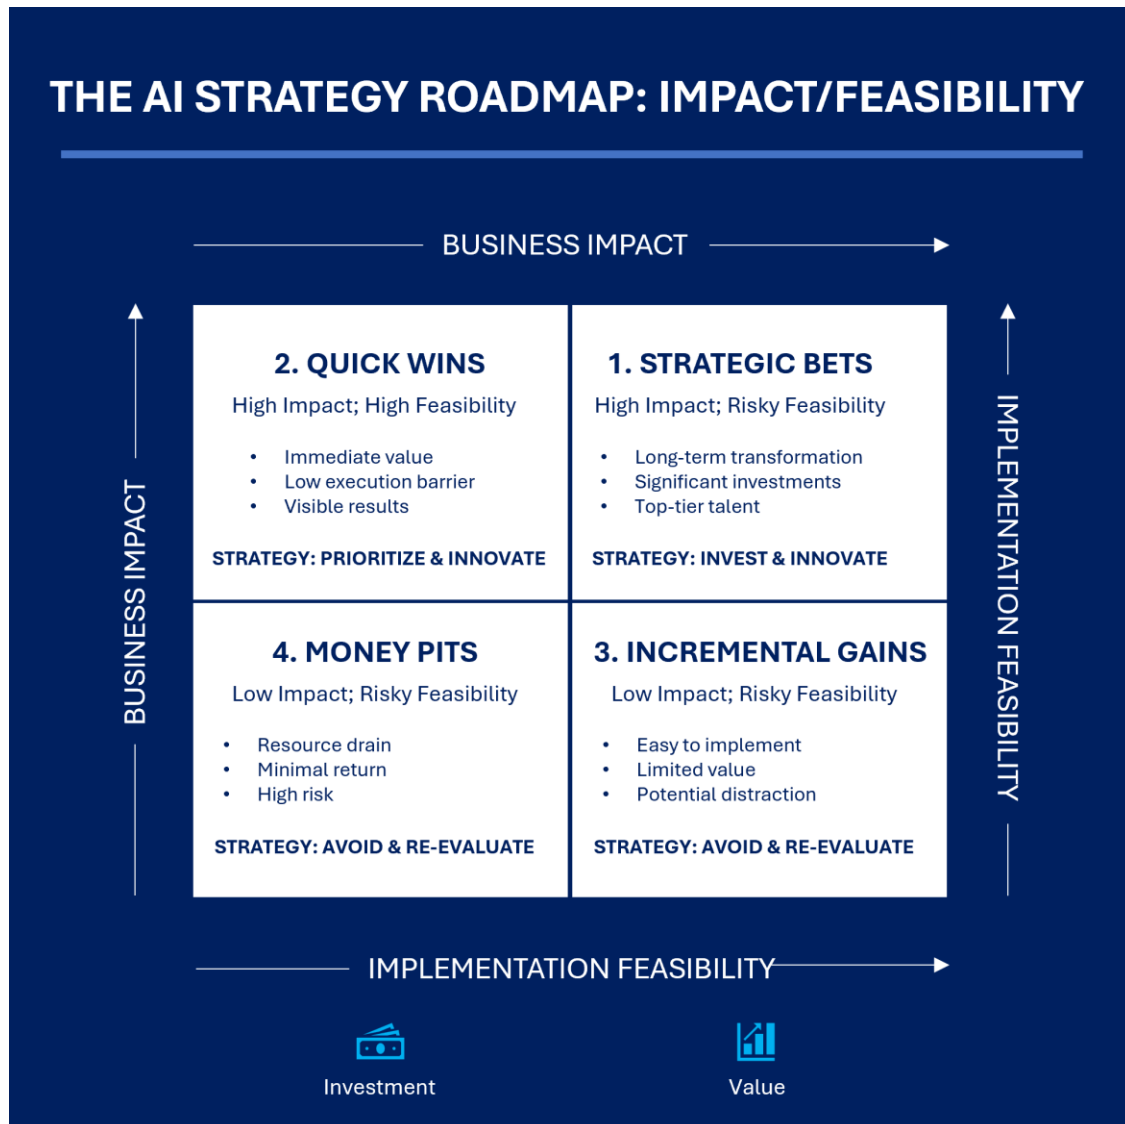 THE AI STRATEGY ROADMAP: IMPACT/FEASIBILITY
BUSINESS IMPACT
BUSINESS IMPACT
2. QUICK WINS
High Impact; High Feasibility
• Immediate value
• Low execution barrier
• Visible results
STRATEGY: PRIORITIZE & INNOVATE
1. STRATEGIC BETS
High Impact; Risky Feasibility
• Long-term transformation
• Significant investments
• Top-tier talent
STRATEGY: INVEST & INNOVATE
4. MONEY PITS
Low Impact; Risky Feasibility
• Resource drain
• Minimal return
• High risk
STRATEGY: AVOID & RE-EVALUATE
3. INCREMENTAL GAINS
Low Impact; Risky Feasibility
• Easy to implement
• Limited value
• Potential distraction
STRATEGY: AVOID & RE-EVALUATE
IMPLEMENTATION FEASIBILITY
IMPLEMENTATION FEASIBILITY
Investment
Value